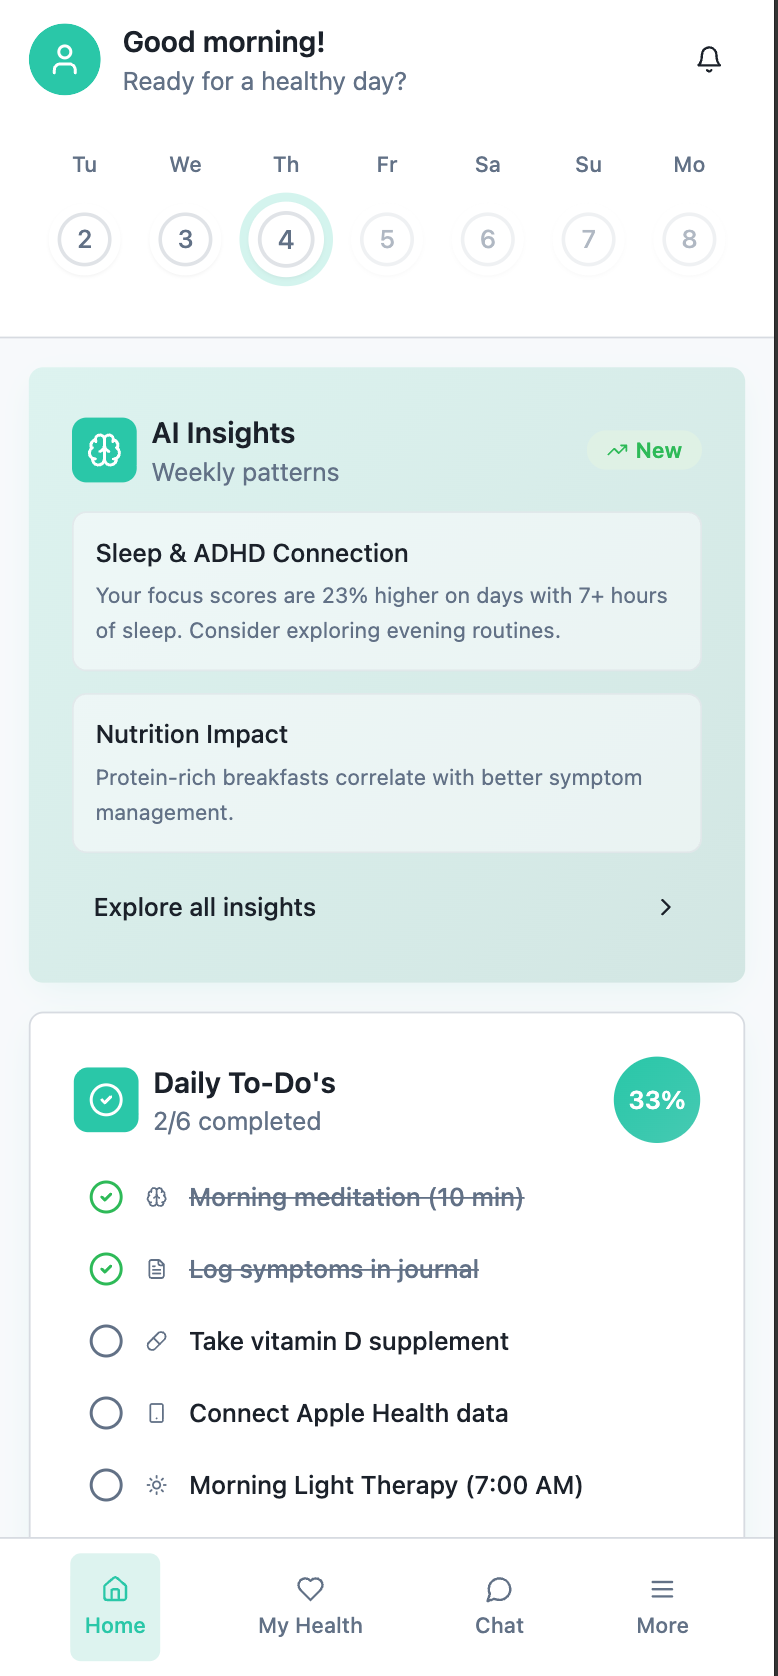 Good morning!
Ready for a healthy day?
Tu We Th Fr Sa Su Mo
2 3 4 5 6 7 8
AI Insights
Weekly patterns
New
Sleep & ADHD Connection
Your focus scores are 23% higher on days with 7+ hours
of sleep. Consider exploring evening routines.
Nutrition Impact
Protein-rich breakfasts correlate with better symptom
management.
Explore all insights
Daily To-Do's
2/6 completed
33%
Morning meditation (10 min)
Log symptoms in journal
Take vitamin D supplement
Connect Apple Health data
Morning Light Therapy (7:00 AM)
Home My Health Chat More